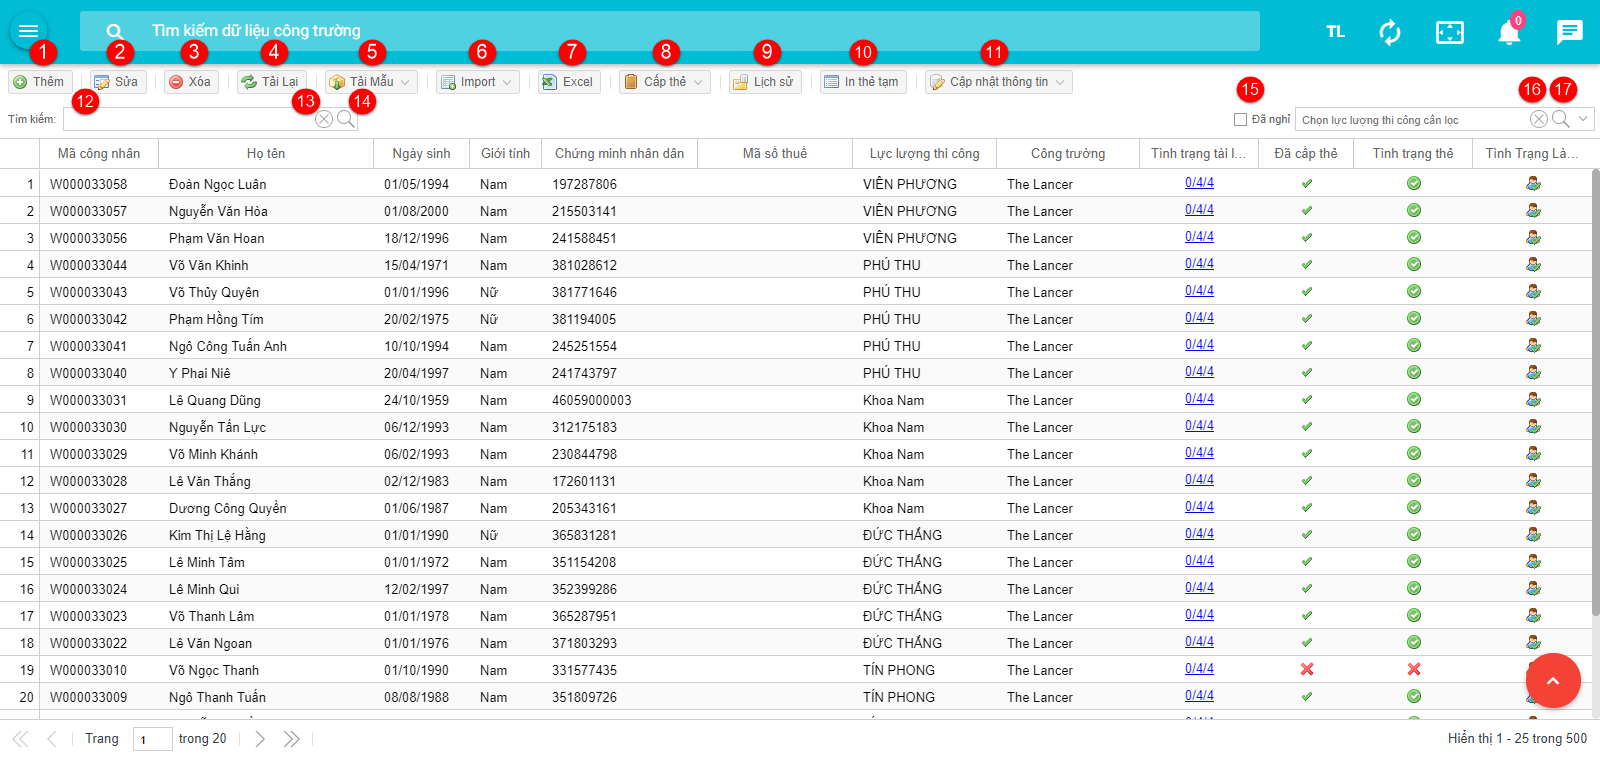 Tìm kiếm dữ liệu công trường TL 0
1 2 3 4 5 6 7 8 9 10 11
Thêm Sửa Xóa Tải Lại Tải Mẫu Import Excel Cấp thẻ Lịch sử In thẻ tạm Cập nhật thông tin
12 13 14 15 16 17
Tìm kiếm: Đã nghỉ Chọn lực lượng thi công cần lọc
Mã công nhân Họ tên Ngày sinh Giới tính Chứng minh nhân dân Mã số thuế Lực lượng thi công Công trường Tình trạng tài l... Đã cấp thẻ Tình trạng thẻ Tình Trạng Là...
1 W000033058 Đoàn Ngọc Luân 01/05/1994 Nam 197287806 VIÊN PHƯƠNG The Lancer 0/4/4
2 W000033057 Nguyễn Văn Hòa 01/08/2000 Nam 215503141 VIÊN PHƯƠNG The Lancer 0/4/4
3 W000033056 Phạm Văn Hoan 18/12/1996 Nam 241588451 VIÊN PHƯƠNG The Lancer 0/4/4
4 W000033044 Võ Văn Khinh 15/04/1971 Nam 381028612 PHÚ THU The Lancer 0/4/4
5 W000033043 Võ Thủy Quyên 01/01/1996 Nữ 381771646 PHÚ THU The Lancer 0/4/4
6 W000033042 Phạm Hồng Tím 20/02/1975 Nữ 381194005 PHÚ THU The Lancer 0/4/4
7 W000033041 Ngô Công Tuấn Anh 10/10/1994 Nam 245251554 PHÚ THU The Lancer 0/4/4
8 W000033040 Y Phai Niê 20/04/1997 Nam 241743797 PHÚ THU The Lancer 0/4/4
9 W000033031 Lê Quang Dũng 24/10/1959 Nam 46059000003 Khoa Nam The Lancer 0/4/4
10 W000033030 Nguyễn Tấn Lực 06/12/1993 Nam 312175183 Khoa Nam The Lancer 0/4/4
11 W000033029 Võ Minh Khánh 06/02/1993 Nam 230844798 Khoa Nam The Lancer 0/4/4
12 W000033028 Lê Văn Thắng 02/12/1983 Nam 172601131 Khoa Nam The Lancer 0/4/4
13 W000033027 Dương Công Quyền 01/06/1987 Nam 205343161 Khoa Nam The Lancer 0/4/4
14 W000033026 Kim Thị Lệ Hằng 01/01/1990 Nữ 365831281 ĐỨC THẮNG The Lancer 0/4/4
15 W000033025 Lê Minh Tâm 01/01/1972 Nam 351154208 ĐỨC THẮNG The Lancer 0/4/4
16 W000033024 Lê Minh Qui 12/02/1997 Nam 352399286 ĐỨC THẮNG The Lancer 0/4/4
17 W000033023 Võ Thanh Lâm 01/01/1978 Nam 365287951 ĐỨC THẮNG The Lancer 0/4/4
18 W000033022 Lê Văn Ngoan 01/01/1976 Nam 371803293 ĐỨC THẮNG The Lancer 0/4/4
19 W000033010 Võ Ngọc Thanh 01/10/1990 Nam 331577435 TÍN PHONG The Lancer 0/4/4
20 W000033009 Ngô Thanh Tuấn 08/08/1988 Nam 351809726 TÍN PHONG The Lancer 0/4/4
Trang 1 trong 20 Hiển thị 1 - 25 trong 500